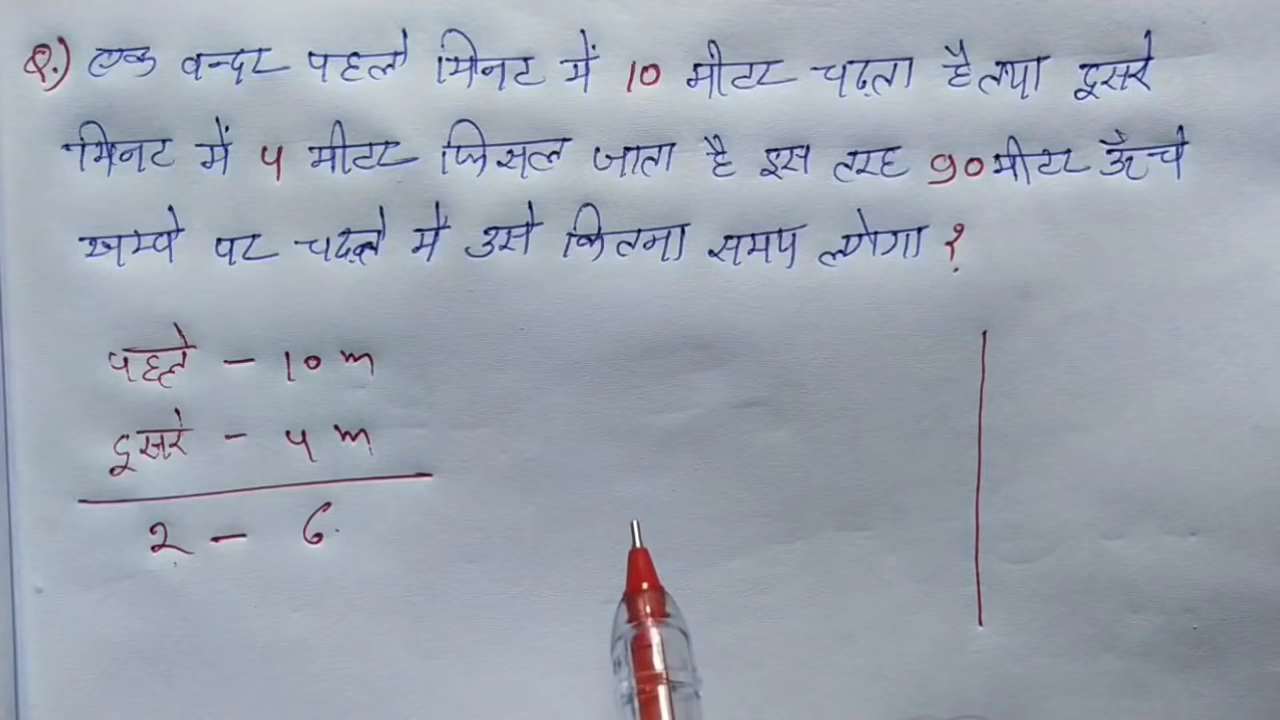 Q.) एक बन्दर पहले मिनट में 10 मीटर चढ़ता है तथा दूसरे
मिनट में 4 मीटर फिसल जाता है इस तरह 90 मीटर ऊँचे
खम्बे पर चढ़ने में उसे कितना समय लगेगा ?
पहले - 10 m
दूसरे - 4 m
2 - 6